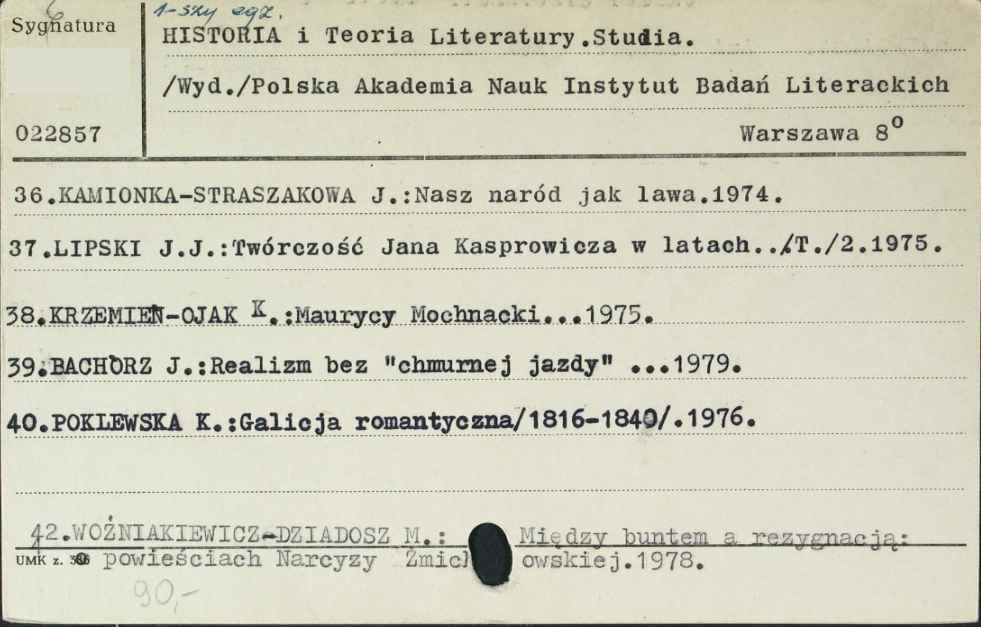 6
1-szy egz.
Sygnatura
HISTORIA i Teoria Literatury.Studia.
/Wyd./Polska Akademia Nauk Instytut Badań Literackich
022857
Warszawa 8⁰
36.KAMIONKA-STRASZAKOWA J.:Nasz naród jak lawa.1974.
37.LIPSKI J.J.:Twórczość Jana Kasprowicza w latach../T./2.1975.
38.KRZEMIEŃ-OJAK K.:Maurycy Mochnacki...1975.
39.BACHÓRZ J.:Realizm bez "chmurnej jazdy" ...1979.
40.POKLEWSKA K.:Galicja romantyczna/1816-1840/.1976.
42.WOŹNIAKIEWICZ-DZIADOSZ M.: Między buntem a rezygnacją:
UMK z. o powieściach Narcyzy Żmich owskiej.1978.
90,-